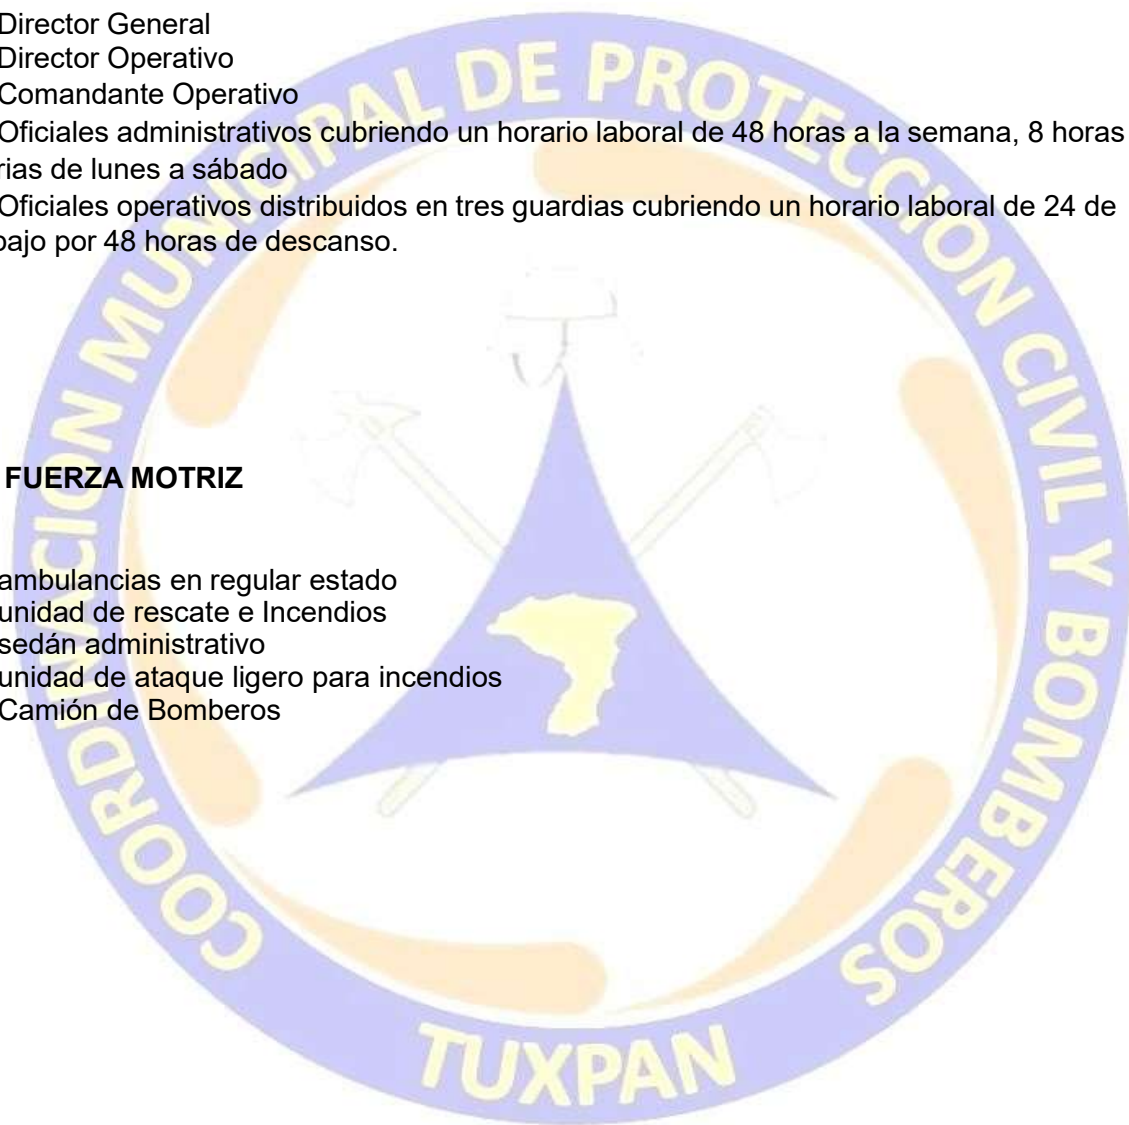 Director General
Director Operativo
Comandante Operativo
Oficiales administrativos cubriendo un horario laboral de 48 horas a la semana, 8 horas
rias de lunes a sábado
Oficiales operativos distribuidos en tres guardias cubriendo un horario laboral de 24 de
bajo por 48 horas de descanso.
FUERZA MOTRIZ
ambulancias en regular estado
unidad de rescate e Incendios
sedán administrativo
unidad de ataque ligero para incendios
Camión de Bomberos
COORDINACION MUNICIPAL DE PROTECCION CIVIL Y BOMBEROS
TUXPAN